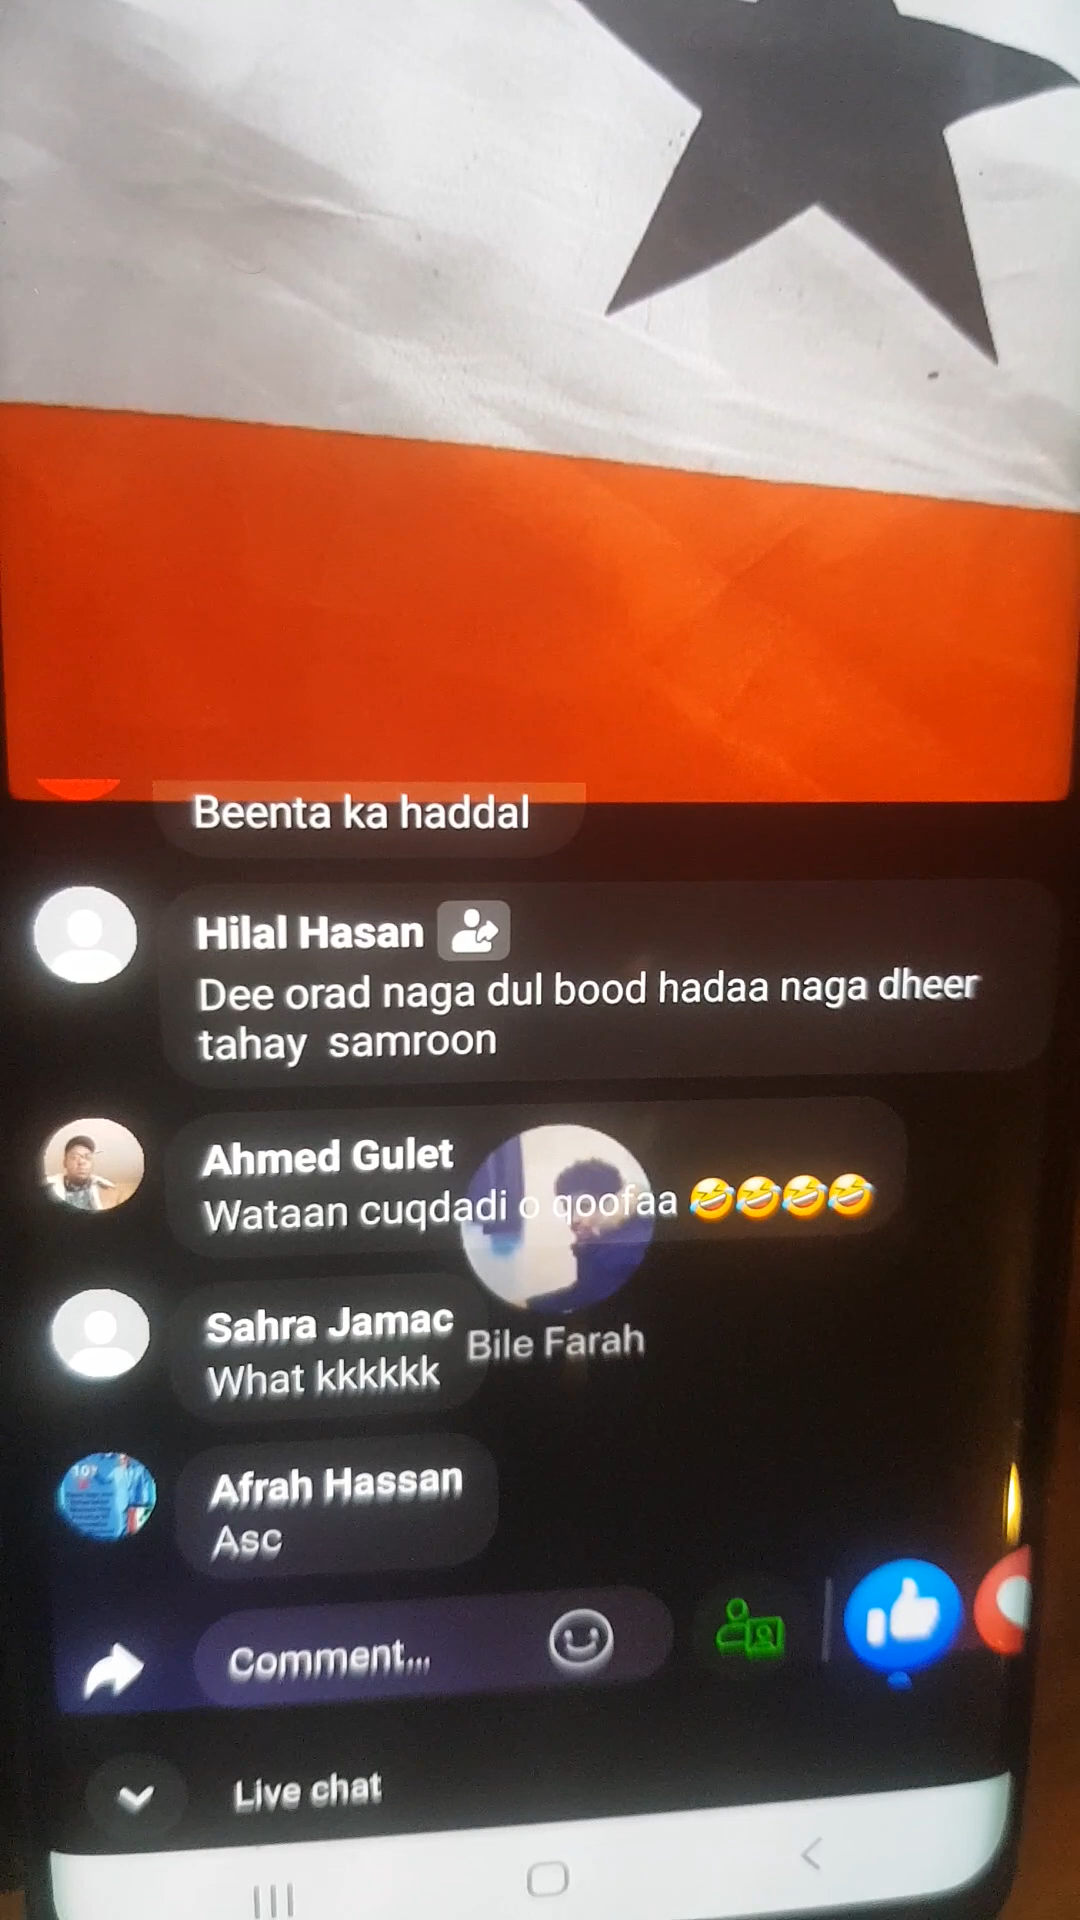 Beenta ka haddal
Hilal Hasan
Dee orad naga dul bood hadaa naga dheer
tahay samroon
Ahmed Gulet
Wataan cuqdadi o qoofaa 🤣🤣🤣🤣
Sahra Jamac
What kkkkkk
Bile Farah
Afrah Hassan
Asc
Comment...
Live chat